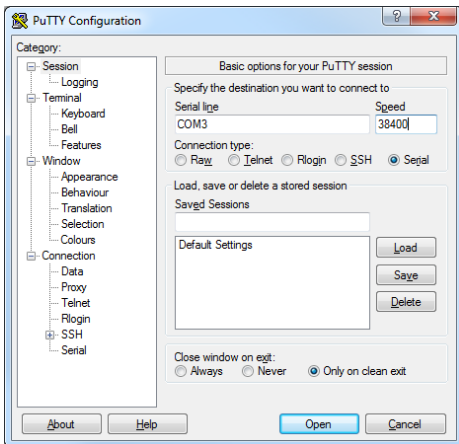 PuTTY Configuration
Category:
Session
Logging
Terminal
Keyboard
Bell
Features
Window
Appearance
Behaviour
Translation
Selection
Colours
Connection
Data
Proxy
Telnet
Rlogin
SSH
Serial
Basic options for your PuTTY session
Specify the destination you want to connect to
Serial line Speed
COM3 38400
Connection type:
Raw Telnet Rlogin SSH Serial
Load, save or delete a stored session
Saved Sessions
Default Settings
Load
Save
Delete
Close window on exit:
Always Never Only on clean exit
About Help Open Cancel